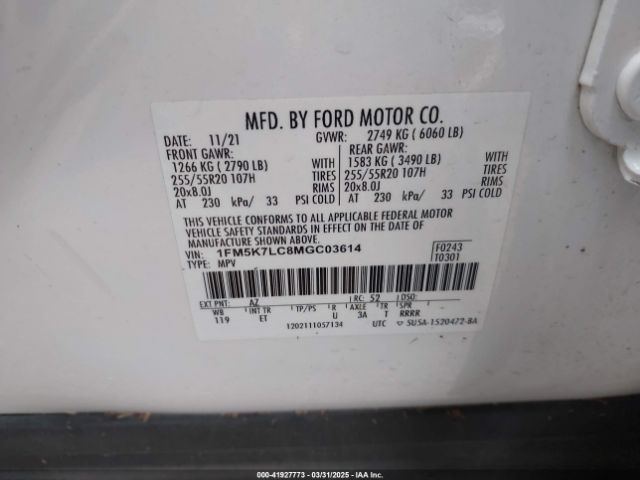 MFD. BY FORD MOTOR CO.
DATE: 11/21 GVWR: 2749 KG ( 6060 LB)
FRONT GAWR: REAR GAWR:
1266 KG ( 2790 LB) WITH 1583 KG ( 3490 LB) WITH
255/55R20 107H TIRES 255/55R20 107H TIRES
20x8.0J RIMS 20x8.0J RIMS
AT 230 kPa/ 33 PSI COLD AT 230 kPa/ 33 PSI COLD
THIS VEHICLE CONFORMS TO ALL APPLICABLE FEDERAL MOTOR
VEHICLE SAFETY STANDARDS IN EFFECT ON THE DATE OF
MANUFACTURE SHOWN ABOVE.
VIN: 1FM5K7LC8MGC03614 F0243
TYPE: MPV T0301
EXT PNT: AZ RC: 52 DSO:
WB INT TR TP/PS R AXLE TR SPR
119 ET U 3A T RRRR
1202111057134 UTC 5U5A-1520472-BA
000-41927773 - 03/31/2025 - IAA, Inc.